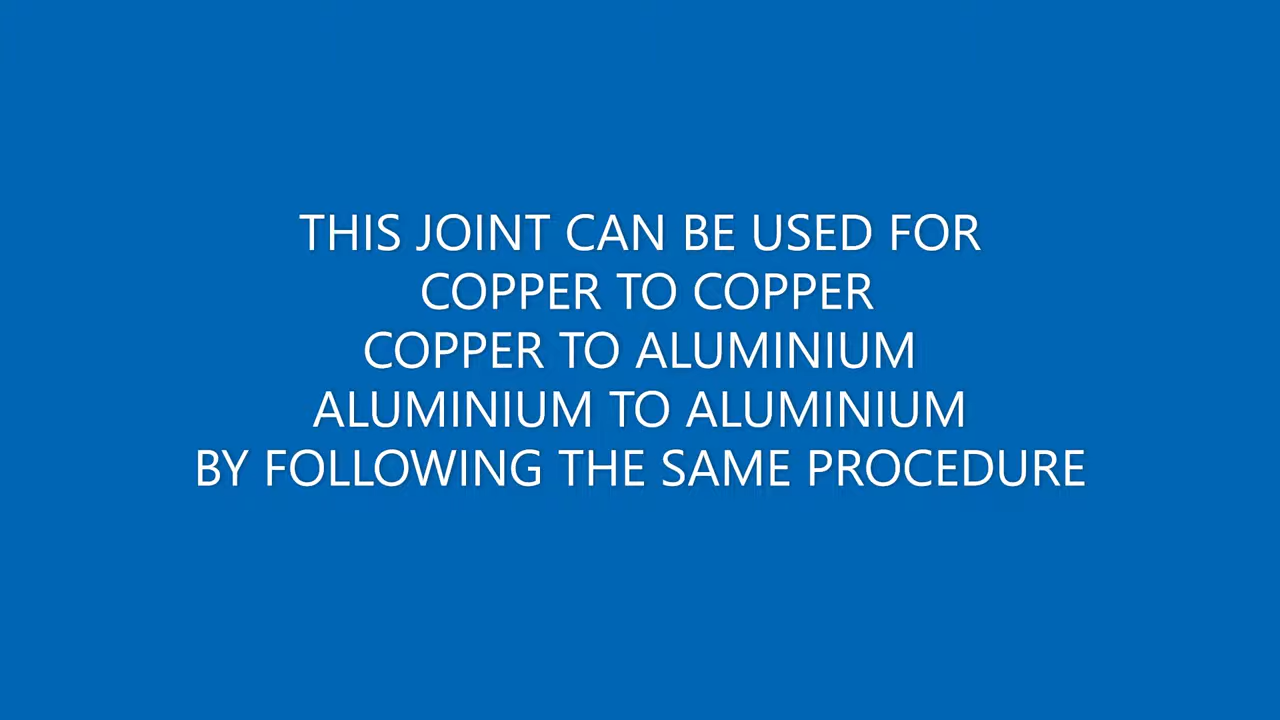 THIS JOINT CAN BE USED FOR
COPPER TO COPPER
COPPER TO ALUMINIUM
ALUMINIUM TO ALUMINIUM
BY FOLLOWING THE SAME PROCEDURE